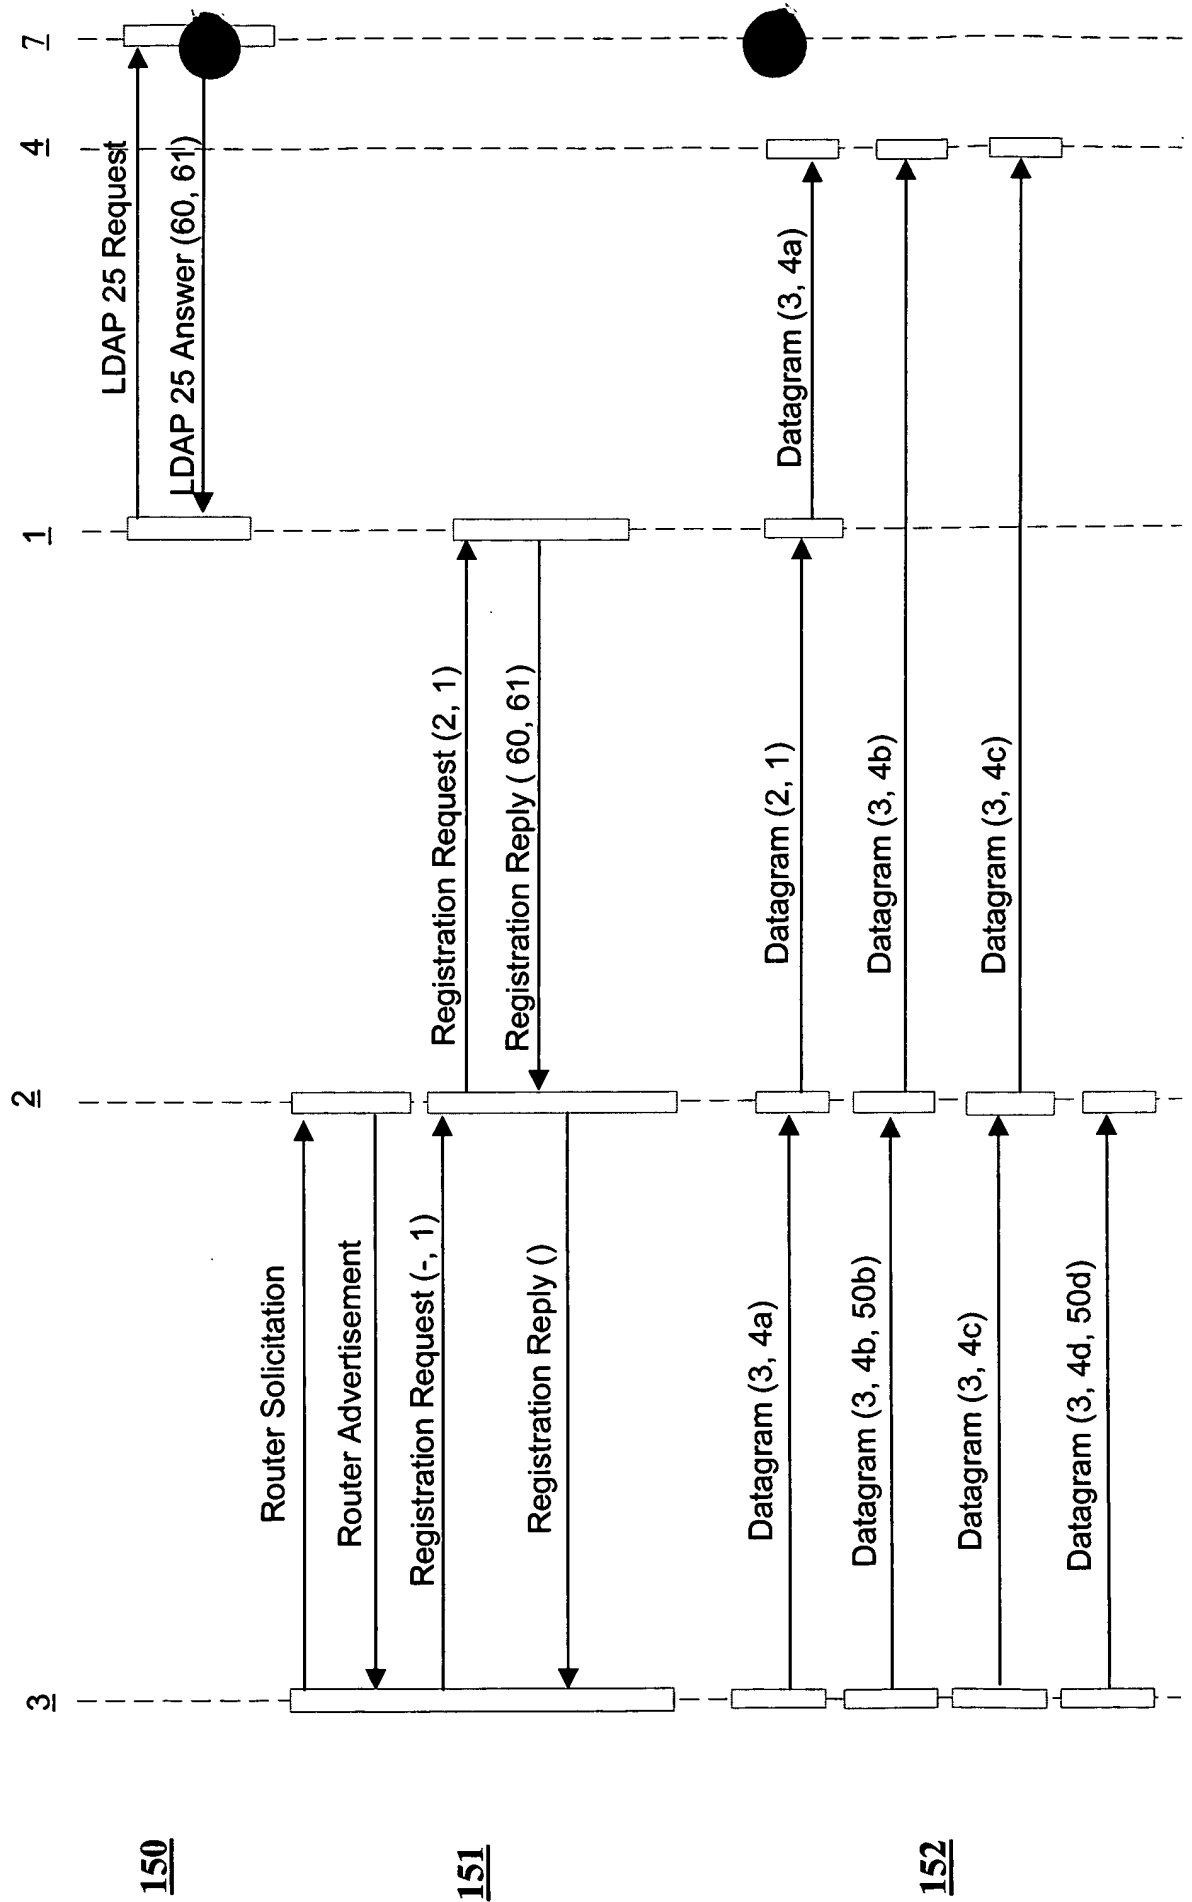 3
2
1
4
7
150
LDAP 25 Request
LDAP 25 Answer (60, 61)
151
Router Solicitation
Router Advertisement
Registration Request (-, 1)
Registration Request (2, 1)
Registration Reply ( 60, 61)
Registration Reply ()
152
Datagram (3, 4a)
Datagram (2, 1)
Datagram (3, 4a)
Datagram (3, 4b, 50b)
Datagram (3, 4b)
Datagram (3, 4c)
Datagram (3, 4c)
Datagram (3, 4d, 50d)